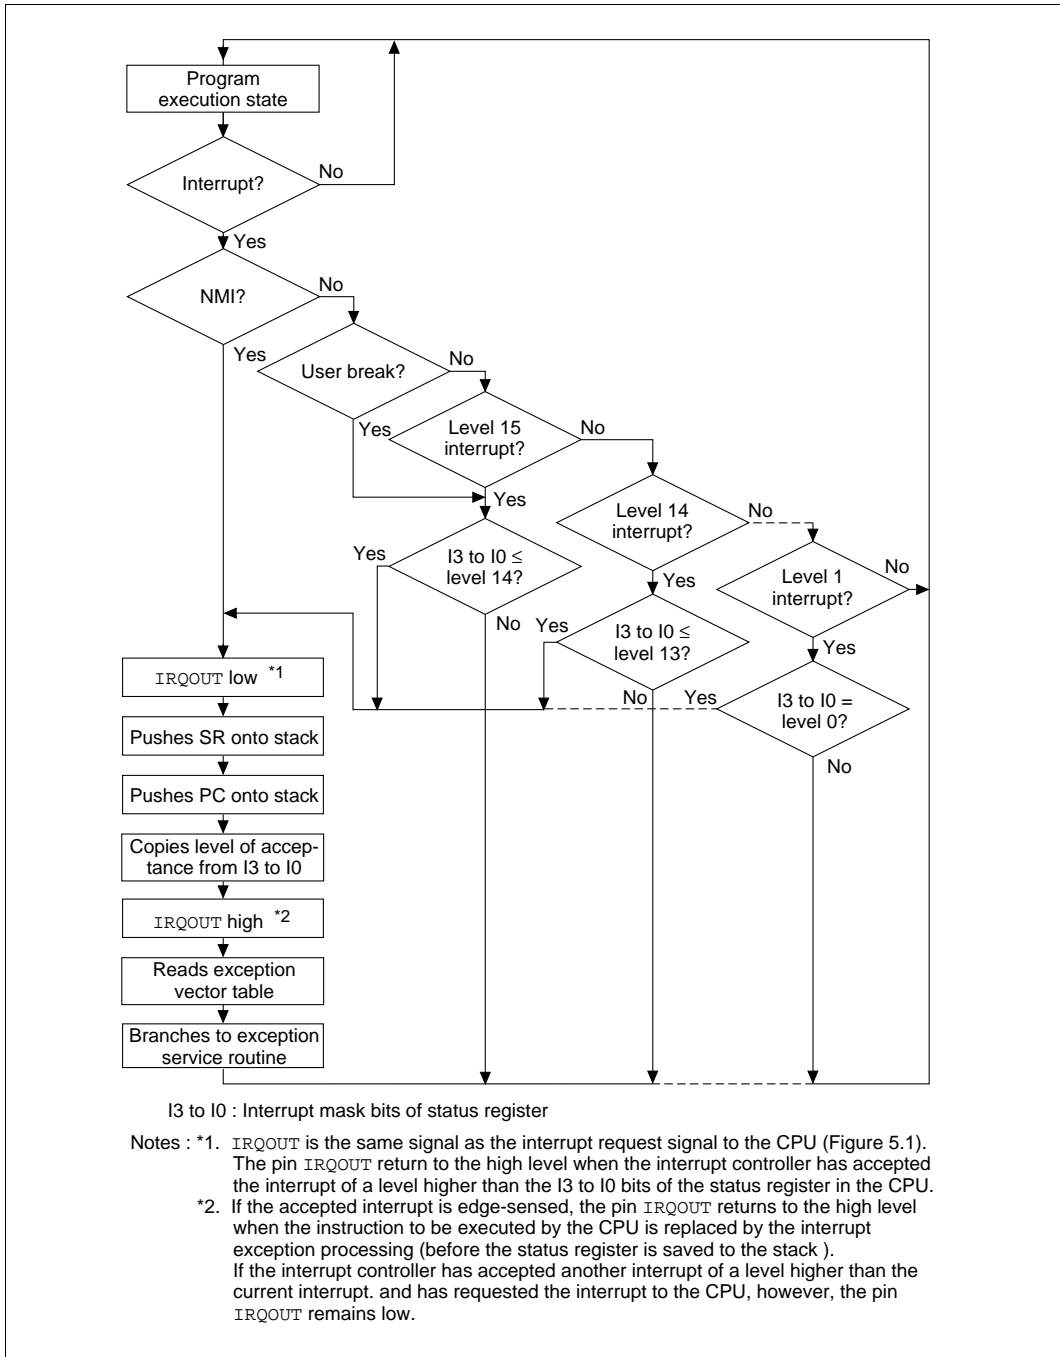 Program
execution state
Interrupt?
No
Yes
NMI?
No
Yes
User break?
No
Yes
Level 15
interrupt?
No
Yes
Level 14
interrupt?
No
Yes
I3 to I0 ≤
level 14?
Yes
No
Level 1
interrupt?
No
Yes
I3 to I0 ≤
level 13?
Yes
No
I3 to I0 =
level 0?
Yes
No
IRQOUT low *1
Pushes SR onto stack
Pushes PC onto stack
Copies level of accep-
tance from I3 to I0
IRQOUT high *2
Reads exception
vector table
Branches to exception
service routine
I3 to I0 : Interrupt mask bits of status register
Notes : *1. IRQOUT is the same signal as the interrupt request signal to the CPU (Figure 5.1).
The pin IRQOUT return to the high level when the interrupt controller has accepted
the interrupt of a level higher than the I3 to I0 bits of the status register in the CPU.
*2. If the accepted interrupt is edge-sensed, the pin IRQOUT returns to the high level
when the instruction to be executed by the CPU is replaced by the interrupt
exception processing (before the status register is saved to the stack ).
If the interrupt controller has accepted another interrupt of a level higher than the
current interrupt. and has requested the interrupt to the CPU, however, the pin
IRQOUT remains low.